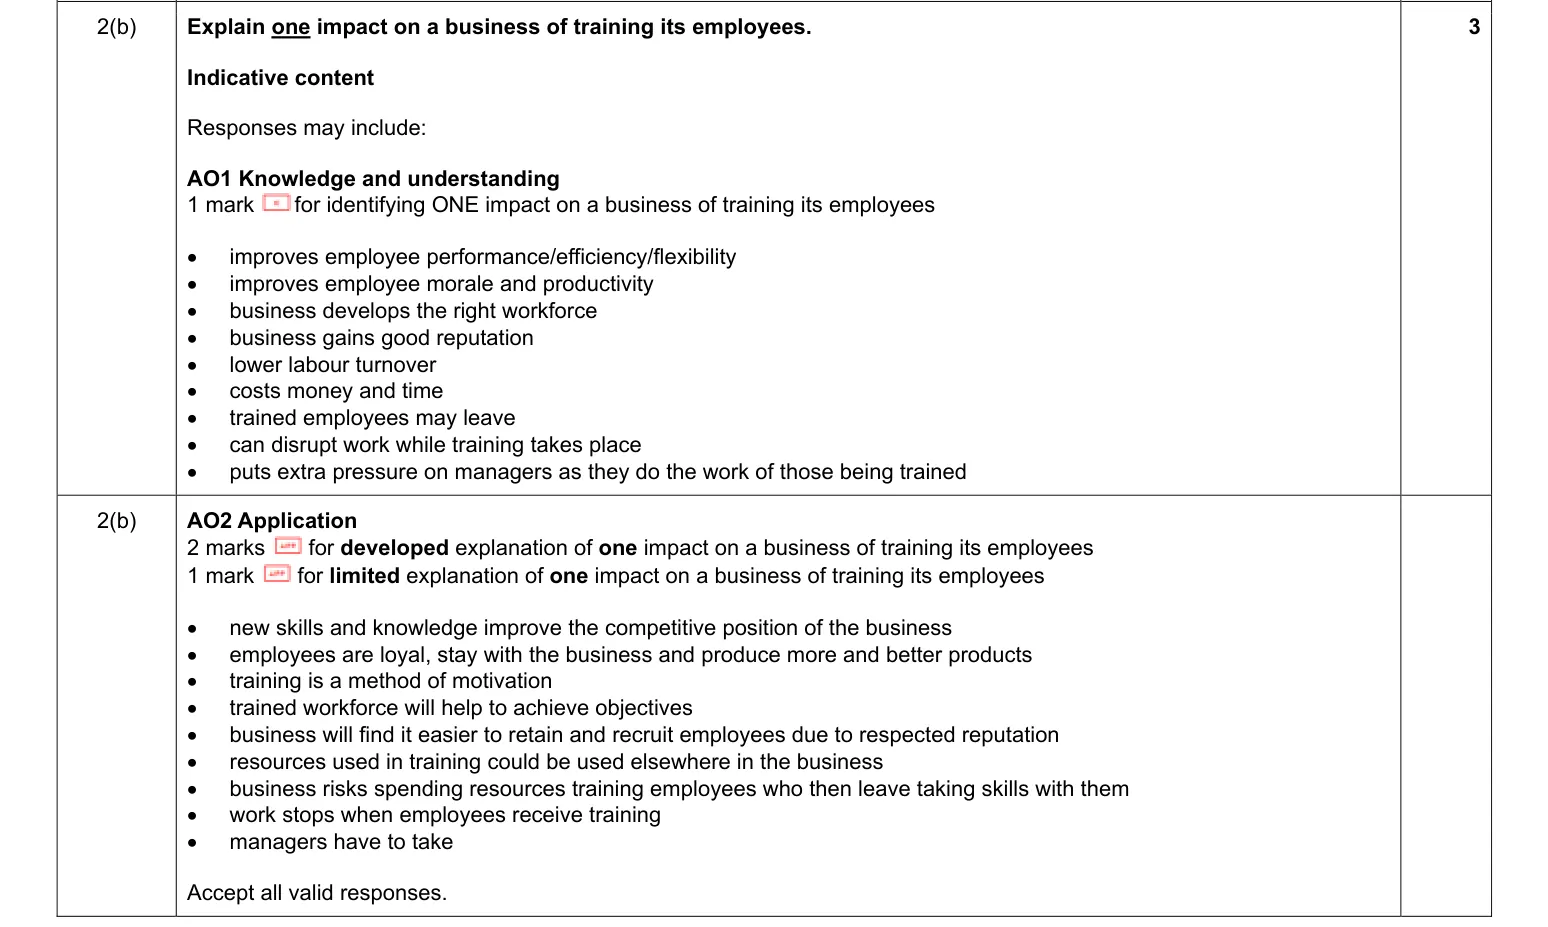 2(b) Explain one impact on a business of training its employees. 3
Indicative content
Responses may include:
AO1 Knowledge and understanding
1 mark for identifying ONE impact on a business of training its employees
• improves employee performance/efficiency/flexibility
• improves employee morale and productivity
• business develops the right workforce
• business gains good reputation
• lower labour turnover
• costs money and time
• trained employees may leave
• can disrupt work while training takes place
• puts extra pressure on managers as they do the work of those being trained
2(b) AO2 Application
2 marks APP for developed explanation of one impact on a business of training its employees
1 mark APP for limited explanation of one impact on a business of training its employees
• new skills and knowledge improve the competitive position of the business
• employees are loyal, stay with the business and produce more and better products
• training is a method of motivation
• trained workforce will help to achieve objectives
• business will find it easier to retain and recruit employees due to respected reputation
• resources used in training could be used elsewhere in the business
• business risks spending resources training employees who then leave taking skills with them
• work stops when employees receive training
• managers have to take
Accept all valid responses.